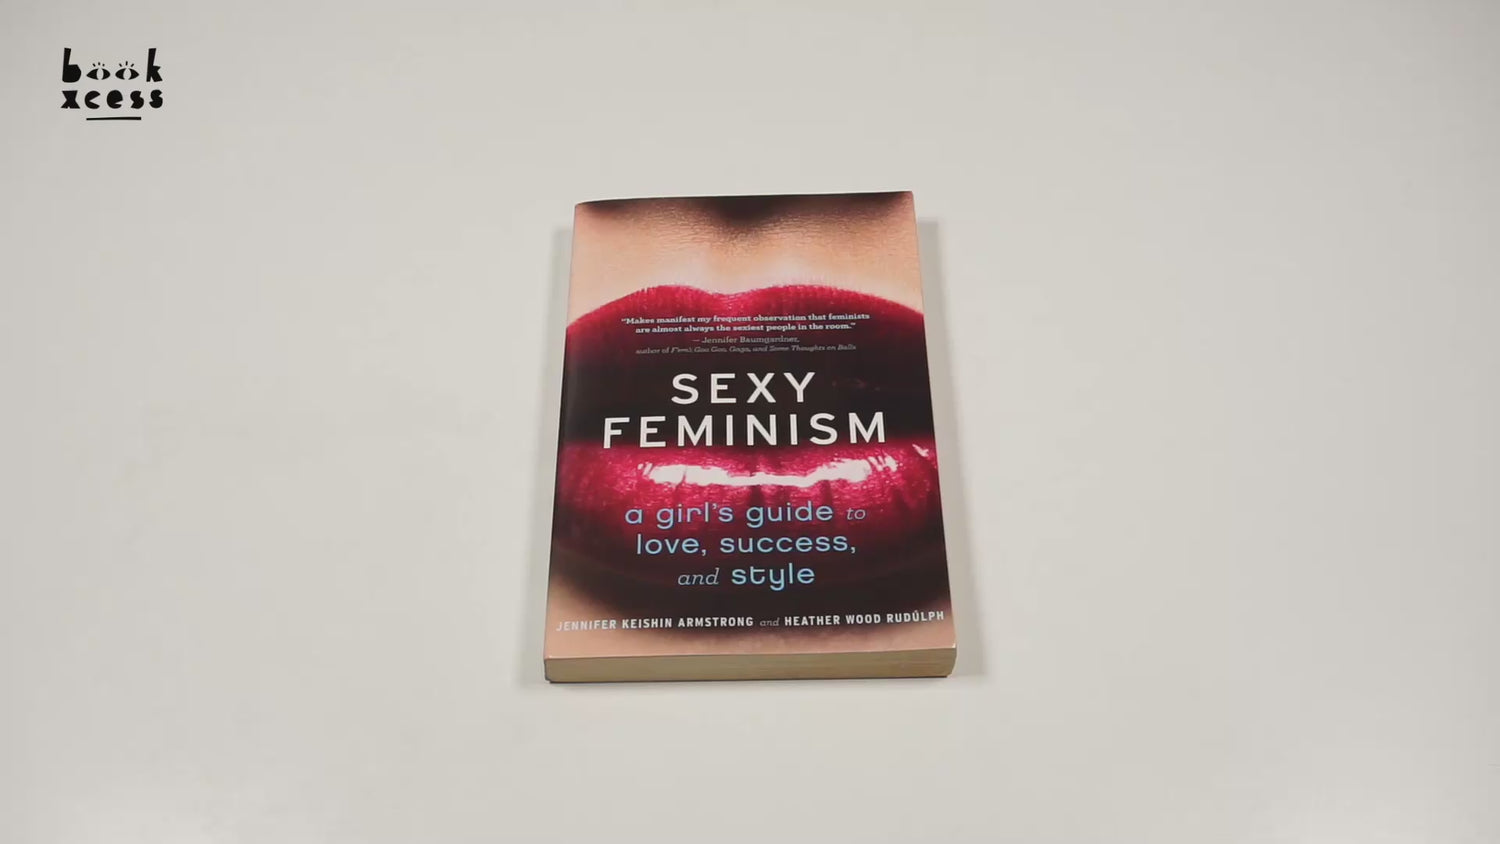 book
xcess
“Makes manifest my frequent observation that feminists
are almost always the sexiest people in the room.”
— Jennifer Baumgardner,
author of F'em!: Goo Goo, Gaga, and Some Thoughts on Balls
SEXY
FEMINISM
a girl's guide to
love, success,
and style
JENNIFER KEISHIN ARMSTRONG and HEATHER WOOD RUDÚLPH